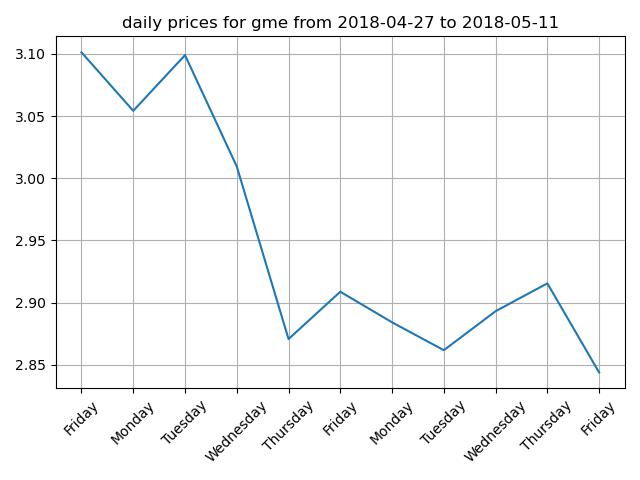 daily prices for gme from 2018-04-27 to 2018-05-11
3.10
3.05
3.00
2.95
2.90
2.85
Friday
Monday
Tuesday
Wednesday
Thursday
Friday
Monday
Tuesday
Wednesday
Thursday
Friday